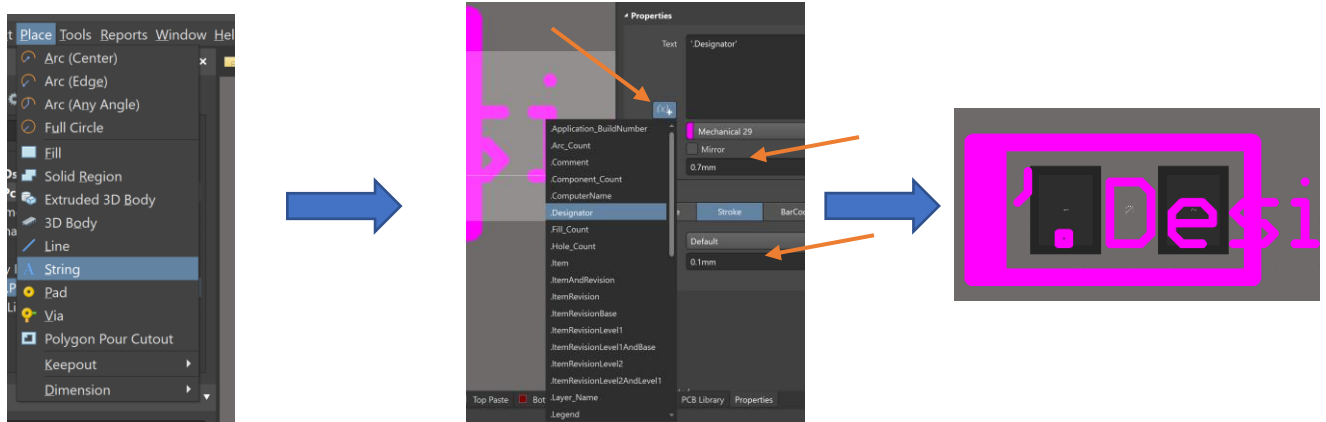 Place Tools Reports Window Hel
Arc (Center)
Arc (Edge)
Arc (Any Angle)
Full Circle
Fill
Solid Region
Extruded 3D Body
3D Body
Line
String
Pad
Via
Polygon Pour Cutout
Keepout
Dimension
Properties
Text '.Designator'
Mechanical 29
Mirror
0.7mm
Stroke BarCo
Default
0.1mm
.Application_BuildNumber
.Arc_Count
.Comment
.Component_Count
.ComputerName
.Designator
.Fill_Count
.Hole_Count
.Item
.ItemAndRevision
.ItemRevision
.ItemRevisionBase
.ItemRevisionLevel1
.ItemRevisionLevel1AndBase
.ItemRevisionLevel2
.ItemRevisionLevel2AndLevel1
.Layer_Name
.Legend
Top Paste Bot PCB Library Properties
'.Desi